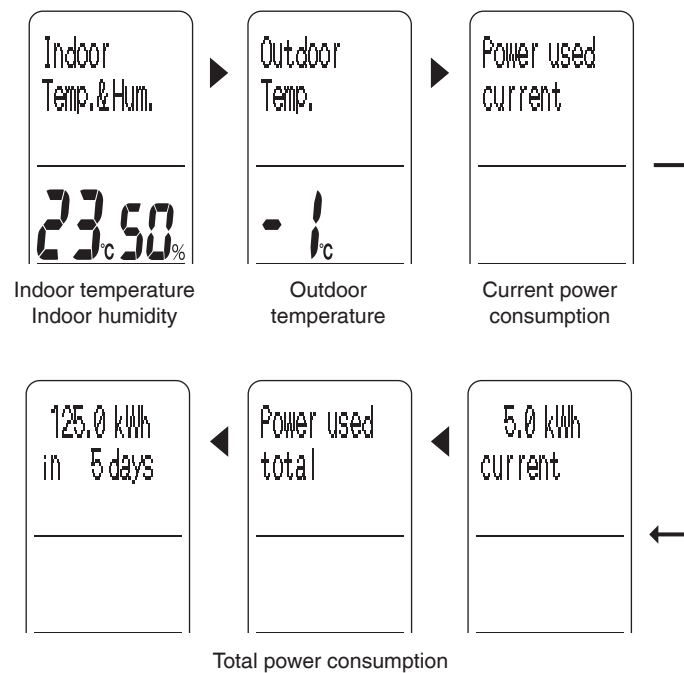 Indoor
Temp.&Hum.
23℃ 50%
Indoor temperature
Indoor humidity
Outdoor
Temp.
-1℃
Outdoor
temperature
Power used
current
Current power
consumption
5.0 kWh
current
Power used
total
125.0 kWh
in 5 days
Total power consumption